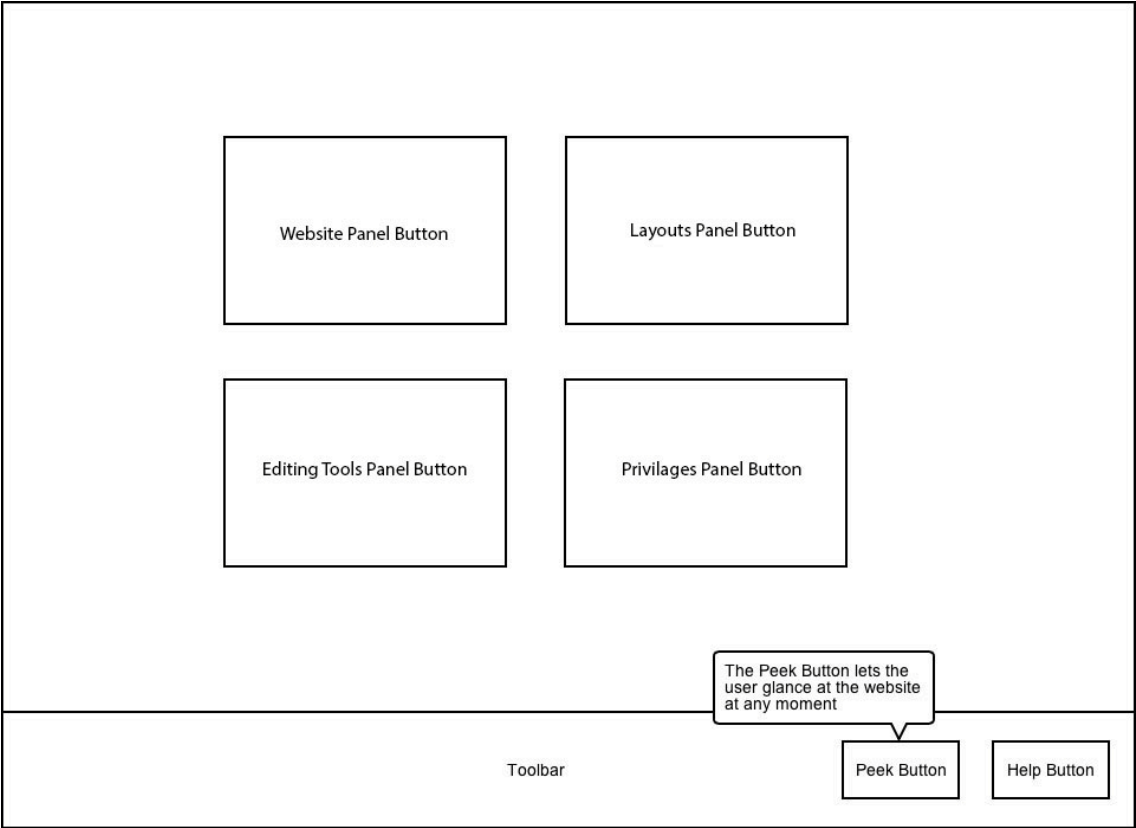 Website Panel Button
Layouts Panel Button
Editing Tools Panel Button
Privilages Panel Button
The Peek Button lets the
user glance at the website
at any moment
Toolbar
Peek Button
Help Button